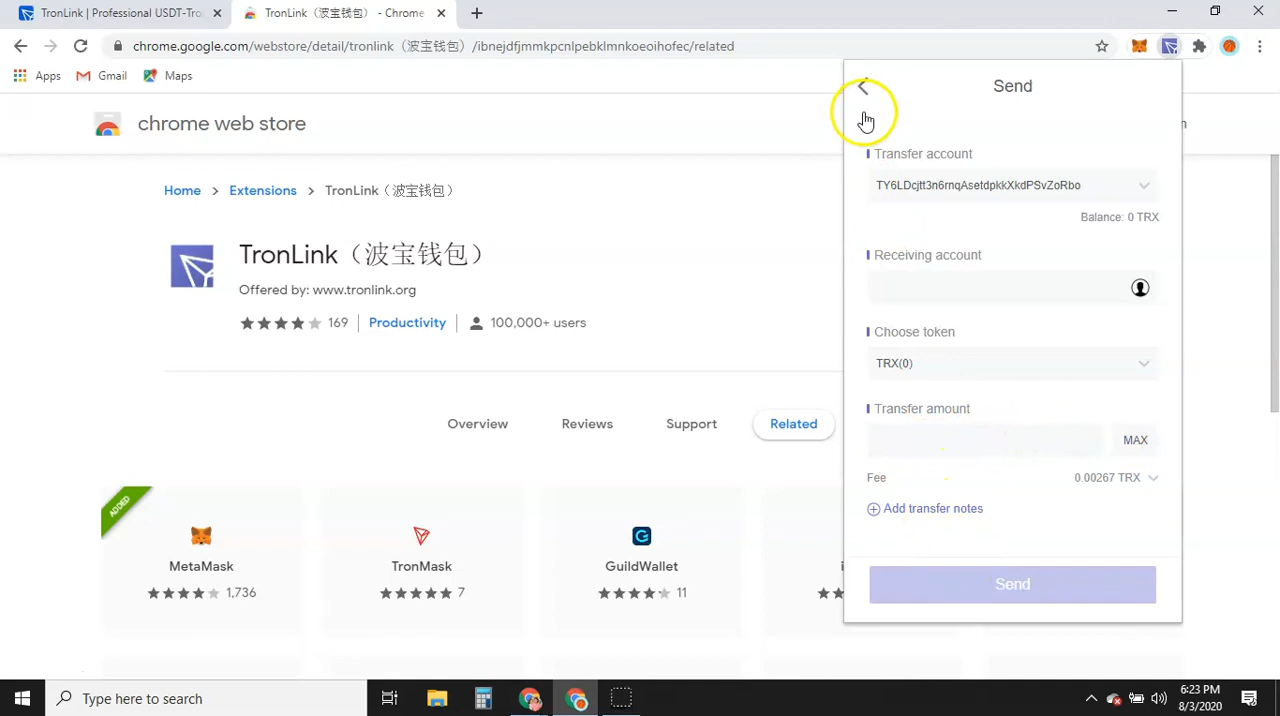 TronLink | Professional USDT-Tron
TronLink（波宝钱包） - Chrome
chrome.google.com/webstore/detail/tronlink（波宝钱包）/ibnejdfjmmkpcnlpebklmnkoeoihofec/related
Apps Gmail Maps
chrome web store
Home > Extensions > TronLink（波宝钱包）
TronLink（波宝钱包）
Offered by: www.tronlink.org
169 Productivity 100,000+ users
Overview Reviews Support Related
ADDED
MetaMask
1,736
TronMask
7
GuildWallet
11
Send
Transfer account
TY6LDcjtt3n6rnqAsetdpkkXkdPSvZoRbo
Balance: 0 TRX
Receiving account
Choose token
TRX(0)
Transfer amount
MAX
Fee 0.00267 TRX
Add transfer notes
Send
Type here to search
6:23 PM
8/3/2020